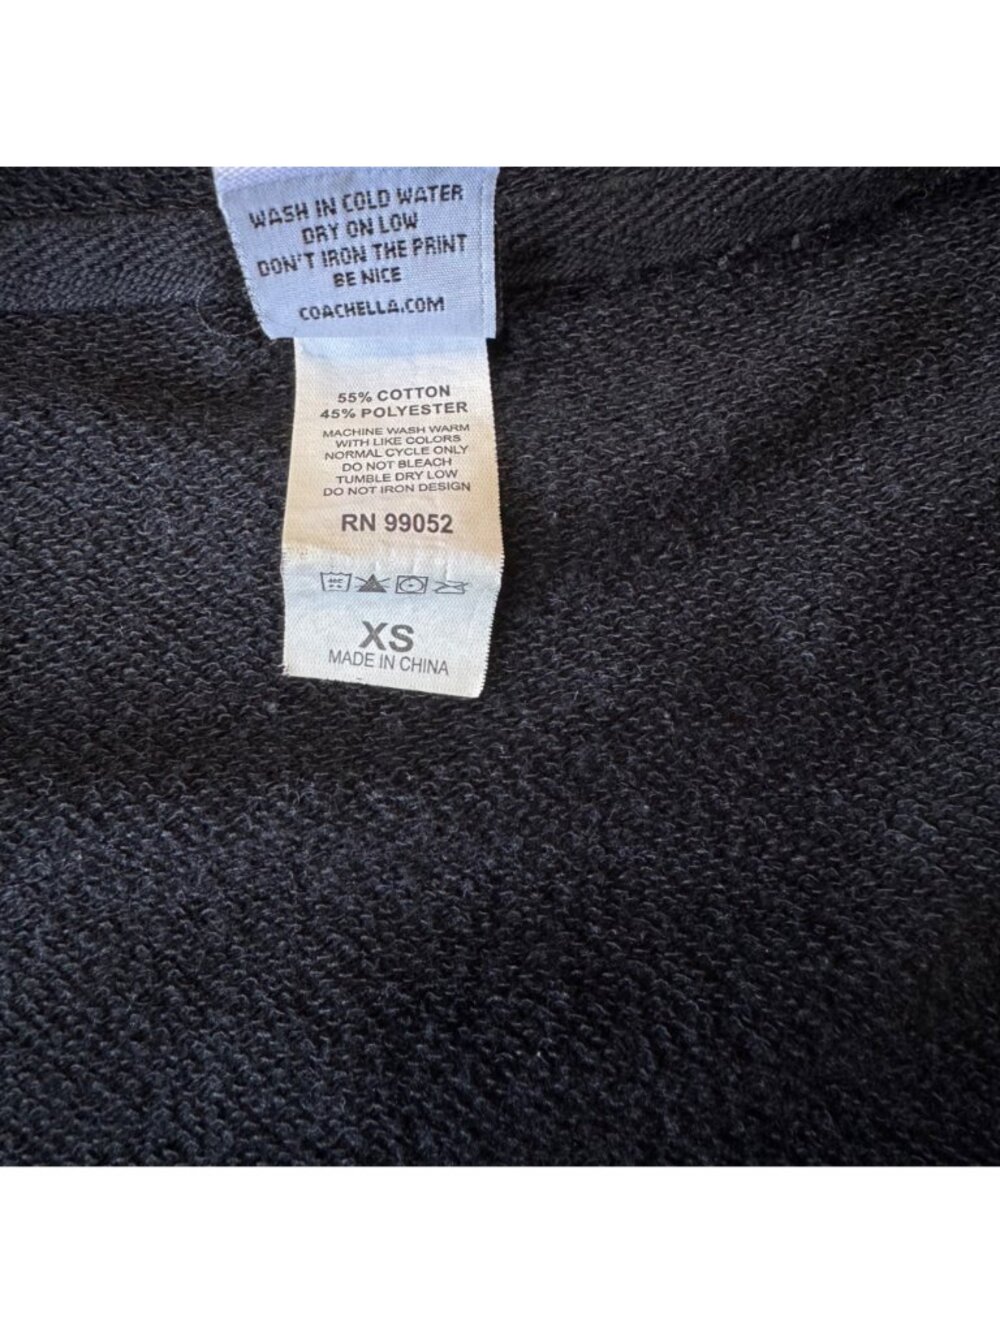 WASH IN COLD WATER
DRY ON LOW
DON'T IRON THE PRINT
BE NICE
COACHELLA.COM
55% COTTON
45% POLYESTER
MACHINE WASH WARM
WITH LIKE COLORS
NORMAL CYCLE ONLY
DO NOT BLEACH
TUMBLE DRY LOW
DO NOT IRON DESIGN
RN 99052
40C
XS
MADE IN CHINA